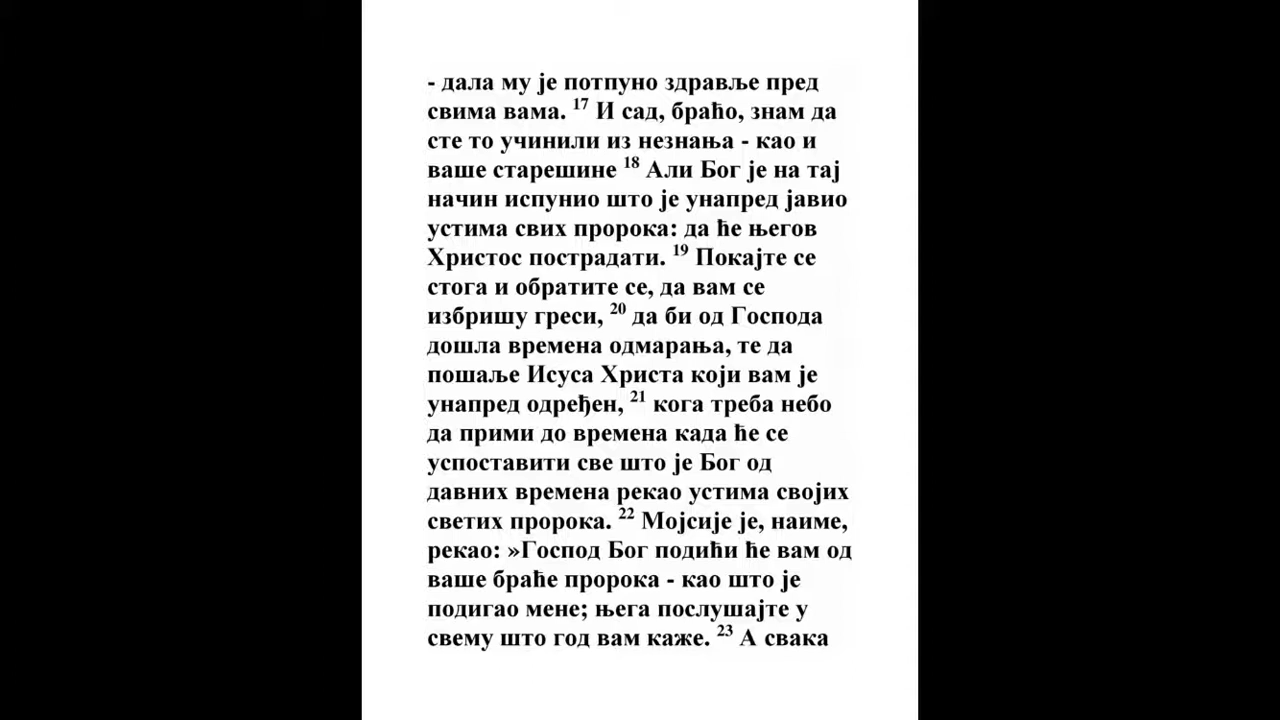 - дала му је потпуно здравље пред
свима вама. 17 И сад, браћо, знам да
сте то учинили из незнања - као и
ваше старешине 18 Али Бог је на тај
начин испунио што је унапред јавио
устима свих пророка: да ће његов
Христос пострадати. 19 Покајте се
стога и обратите се, да вам се
избришу греси, 20 да би од Господа
дошла времена одмарања, те да
пошаље Исуса Христа који вам је
унапред одређен, 21 кога треба небо
да прими до времена када ће се
успоставити све што је Бог од
давних времена рекао устима својих
светих пророка. 22 Мојсије је, наиме,
рекао: »Господ Бог подићи ће вам од
ваше браће пророка - као што је
подигао мене; њега послушајте у
свему што год вам каже. 23 А свака